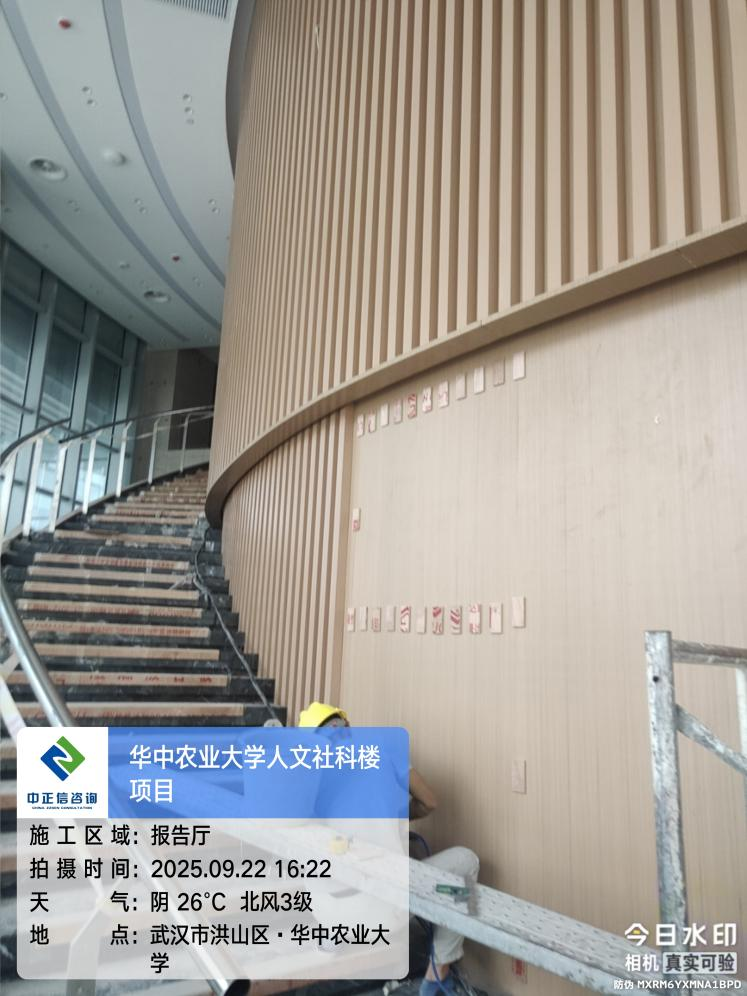 华中农业大学人文社科楼
项目
中正信咨询
CHINA ZEXIN CONSULTATION
施工区域：报告厅
拍摄时间：2025.09.22 16:22
天气：阴 26℃ 北风3级
地点：武汉市洪山区·华中农业大
学
今日水印
相机 真实可验
防伪 MXRM6YXMNA1BPD